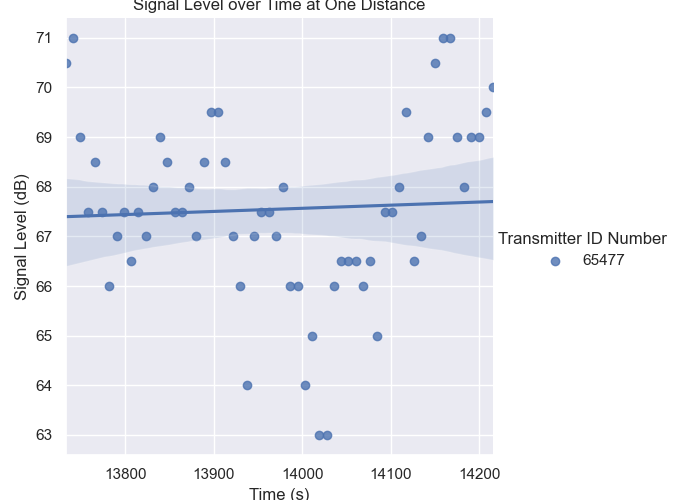 Signal Level over Time at One Distance
71
70
69
68
67
66
65
64
63
Signal Level (dB)
13800 13900 14000 14100 14200
Time (s)
Transmitter ID Number
65477